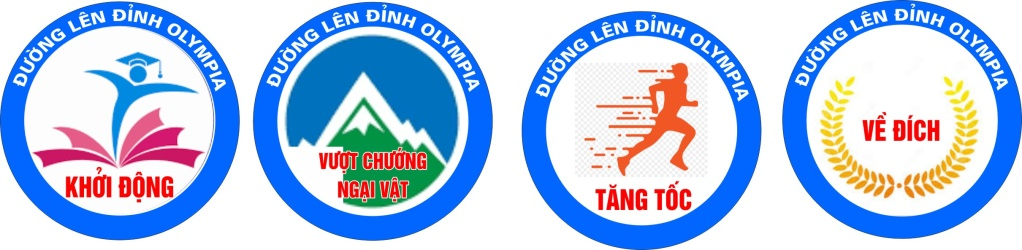 ĐƯỜNG LÊN ĐỈNH OLYMPIA
KHỞI ĐỘNG
ĐƯỜNG LÊN ĐỈNH OLYMPIA
VƯỢT CHƯỚNG
NGẠI VẬT
ĐƯỜNG LÊN ĐỈNH OLYMPIA
TĂNG TỐC
ĐƯỜNG LÊN ĐỈNH OLYMPIA
VỀ ĐÍCH